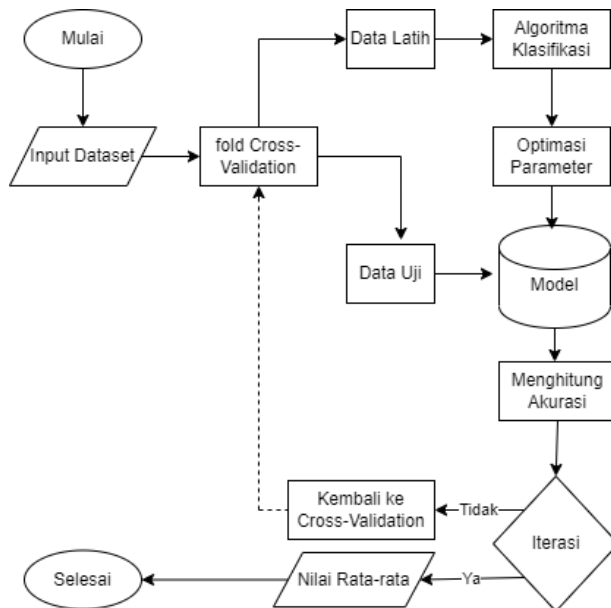 Mulai
Data Latih
Algoritma
Klasifikasi
Input Dataset
fold Cross-
Validation
Optimasi
Parameter
Data Uji
Model
Menghitung
Akurasi
Kembali ke
Cross-Validation
Tidak
Iterasi
Selesai
Nilai Rata-rata
Ya